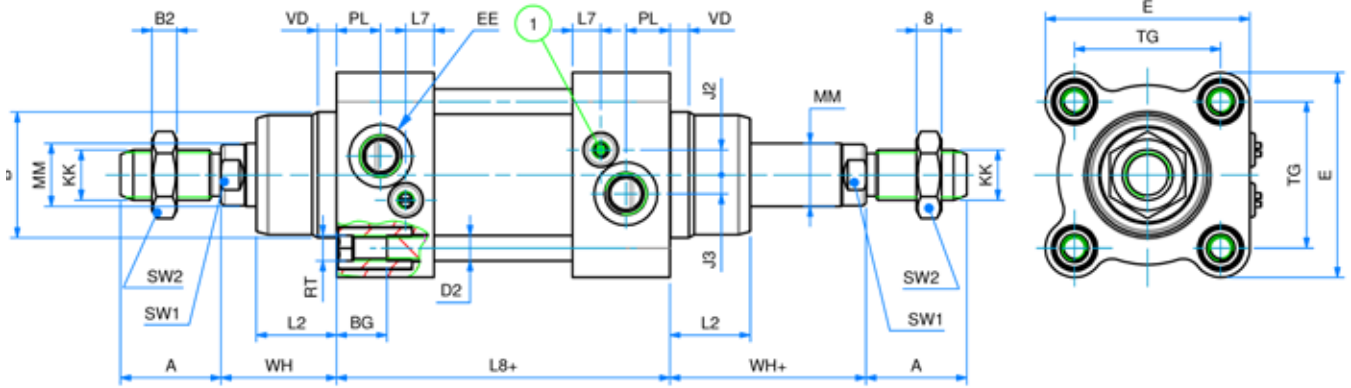 B2 VD PL L7 EE 1 L7 PL VD 8 E
TG
MM KK J2 MM KK TG E
J3
RT D2
SW2 SW2
SW1 SW1
L2 BG L2
A WH L8+ WH+ A